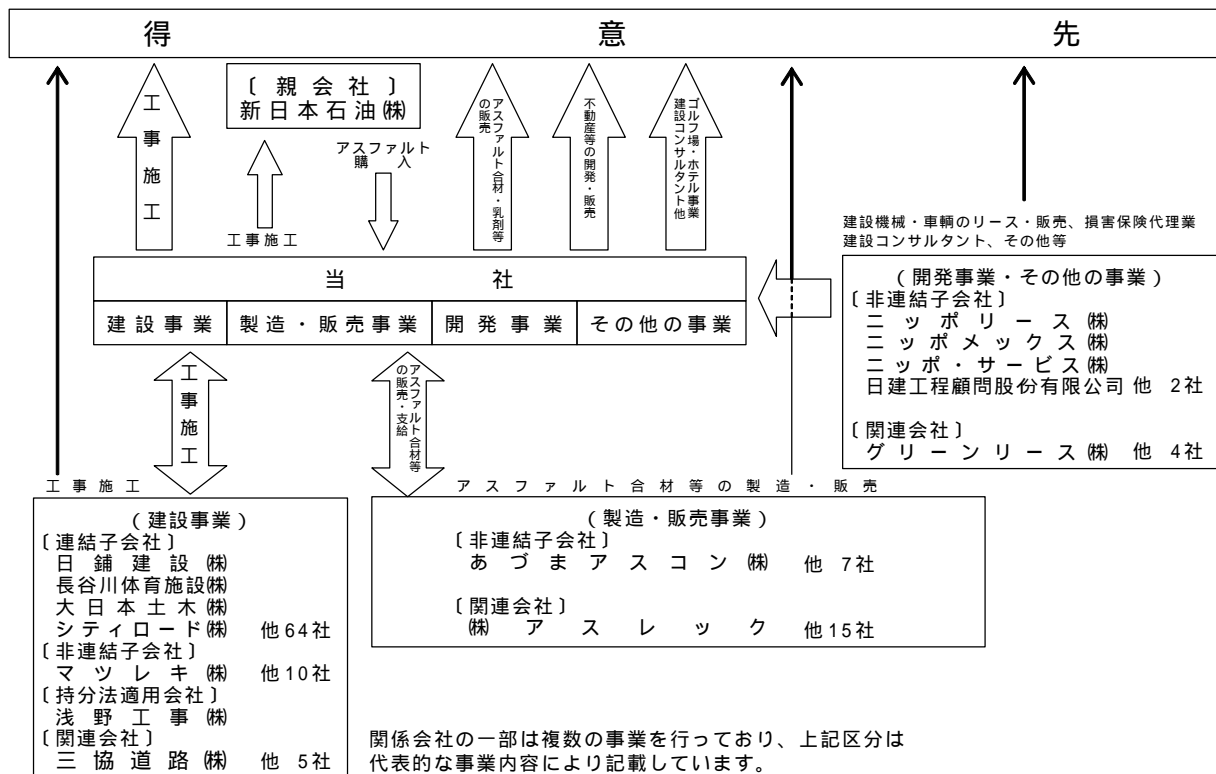 得意先
工事施工
〔親会社〕
新日本石油㈱
工事施工
アスファルト
購入
アスファルト合材・乳剤等
の販売
不動産等の開発・販売
ゴルフ場・ホテル事業
建設コンサルタント他
建設機械・車輌のリース・販売、損害保険代理業
建設コンサルタント、その他等
当社
建設事業
製造・販売事業
開発事業
その他の事業
(開発事業・その他の事業)
〔非連結子会社〕
ニッポリース㈱
ニッポメックス㈱
ニッポ・サービス㈱
日建工程顧問股份有限公司 他 2社
〔関連会社〕
グリーンリース㈱ 他 4社
工事施工
アスファルト合材等
の販売・支給
工事施工
アスファルト合材等の製造・販売
(建設事業)
〔連結子会社〕
日鋪建設㈱
長谷川体育施設㈱
大日本土木㈱
シティロード㈱ 他64社
〔非連結子会社〕
マツレキ㈱ 他10社
〔持分法適用会社〕
浅野工事㈱
〔関連会社〕
三協道路㈱ 他 5社
(製造・販売事業)
〔非連結子会社〕
あづまアスコン㈱ 他 7社
〔関連会社〕
㈱アスレック 他15社
関係会社の一部は複数の事業を行っており、上記区分は
代表的な事業内容により記載しています。